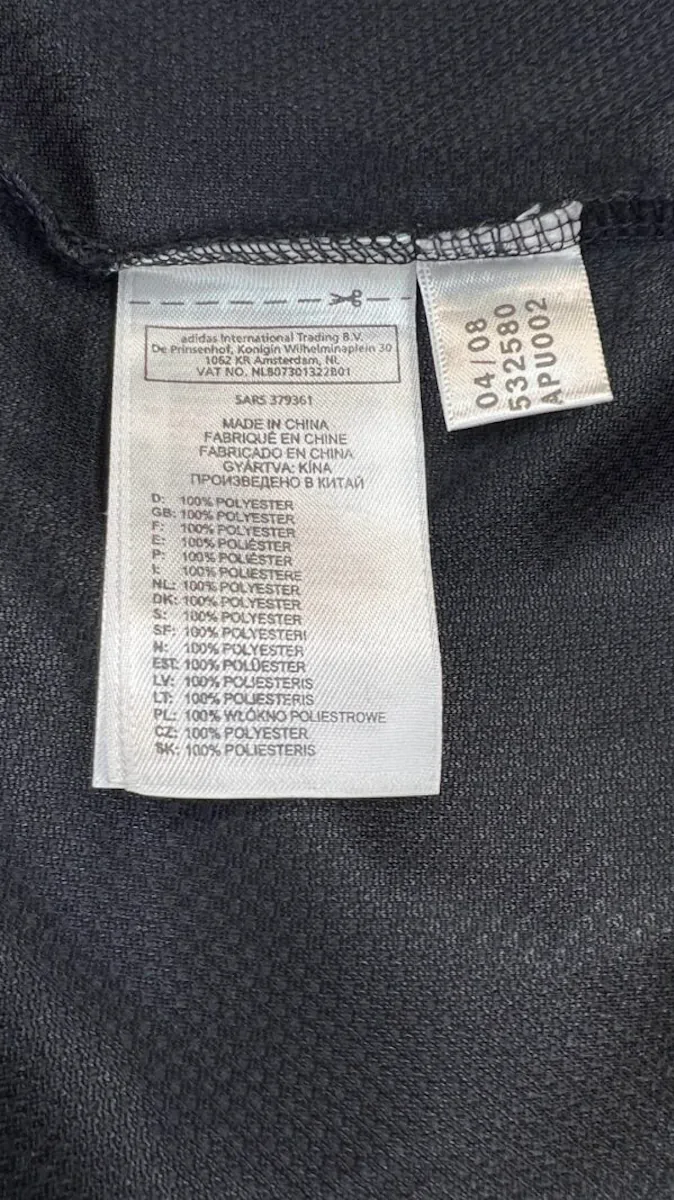 adidas International Trading B.V.
De Prinsenhof, Konigin Wilhelminaplein 30
1062 KR Amsterdam, NL
VAT NO. NL807301322B01
SARS 379361
MADE IN CHINA
FABRIQUÉ EN CHINE
FABRICADO EN CHINA
GYÁRTVA: KÍNA
ПРОИЗВЕДЕНО В КИТАЙ
D: 100% POLYESTER
GB: 100% POLYESTER
F: 100% POLYESTER
E: 100% POLIÉSTER
P: 100% POLIÉSTER
I: 100% POLIESTERE
NL: 100% POLYESTER
DK: 100% POLYESTER
S: 100% POLYESTER
SF: 100% POLYESTERI
N: 100% POLYESTER
EST: 100% POLÜESTER
LV: 100% POLIESTERIS
LT: 100% POLIESTERIS
PL: 100% WŁÓKNO POLIESTROWE
CZ: 100% POLYESTER
SK: 100% POLIESTERIS
04/08
532580
APU002